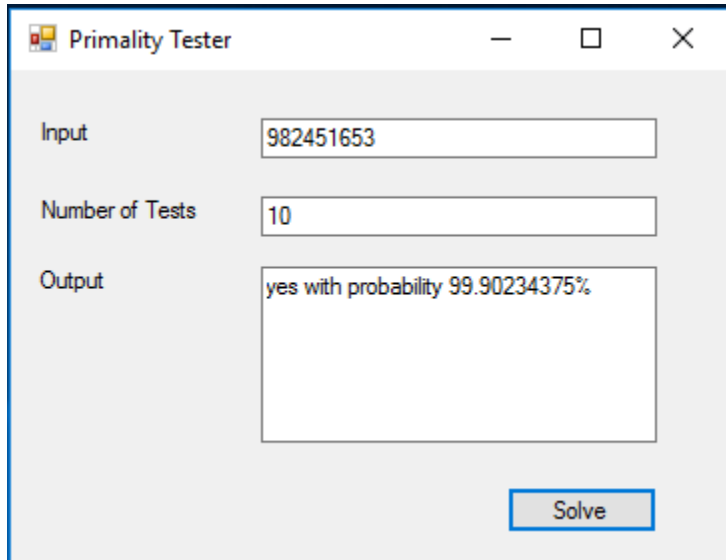 Primality Tester
Input 982451653
Number of Tests 10
Output yes with probability 99.90234375%
Solve